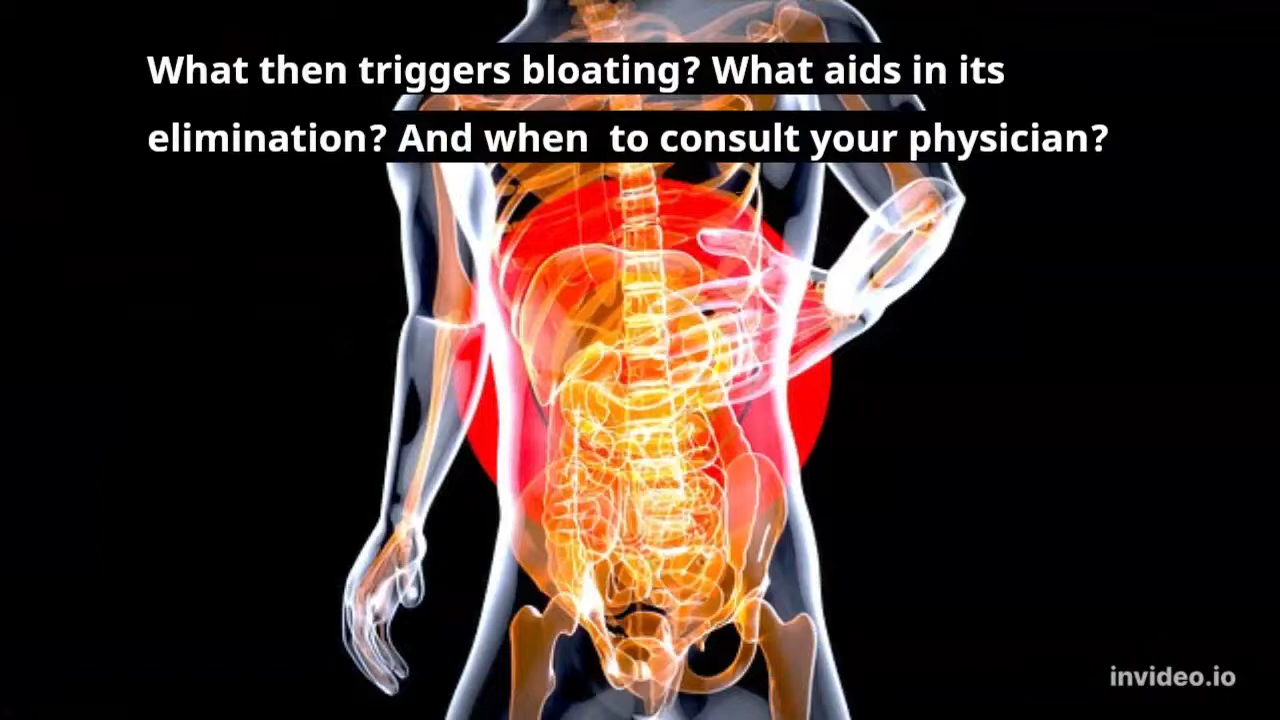 What then triggers bloating? What aids in its
elimination? And when  to consult your physician?
invideo.io